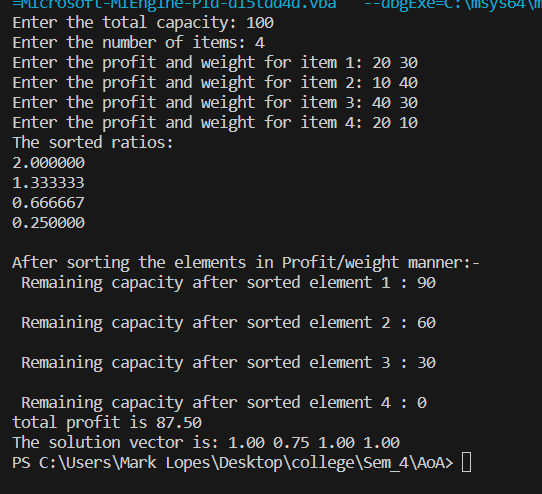 =Microsoft-MIEngine-Pid-di5tdd4d.vba"   --dbgExe=C:\msys64\m
Enter the total capacity: 100
Enter the number of items: 4
Enter the profit and weight for item 1: 20 30
Enter the profit and weight for item 2: 10 40
Enter the profit and weight for item 3: 40 30
Enter the profit and weight for item 4: 20 10
The sorted ratios:
2.000000
1.333333
0.666667
0.250000
After sorting the elements in Profit/weight manner:-
Remaining capacity after sorted element 1 : 90
Remaining capacity after sorted element 2 : 60
Remaining capacity after sorted element 3 : 30
Remaining capacity after sorted element 4 : 0
total profit is 87.50
The solution vector is: 1.00 0.75 1.00 1.00
PS C:\Users\Mark Lopes\Desktop\college\Sem_4\AoA>